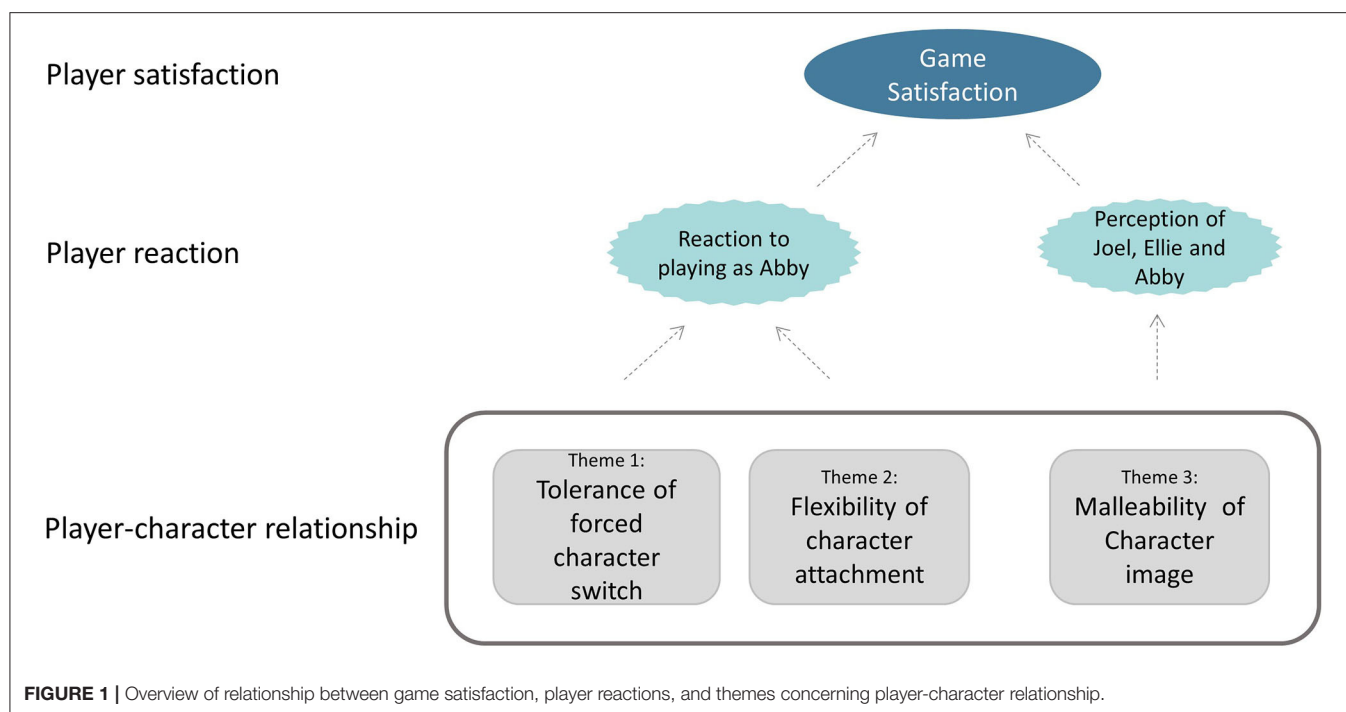 Player satisfaction
Game
Satisfaction
Player reaction
Reaction to
playing as Abby
Perception of
Joel, Ellie and
Abby
Player-character relationship
Theme 1:
Tolerance of
forced
character
switch
Theme 2:
Flexibility of
character
attachment
Theme 3:
Malleability of
Character
image
FIGURE 1 | Overview of relationship between game satisfaction, player reactions, and themes concerning player-character relationship.